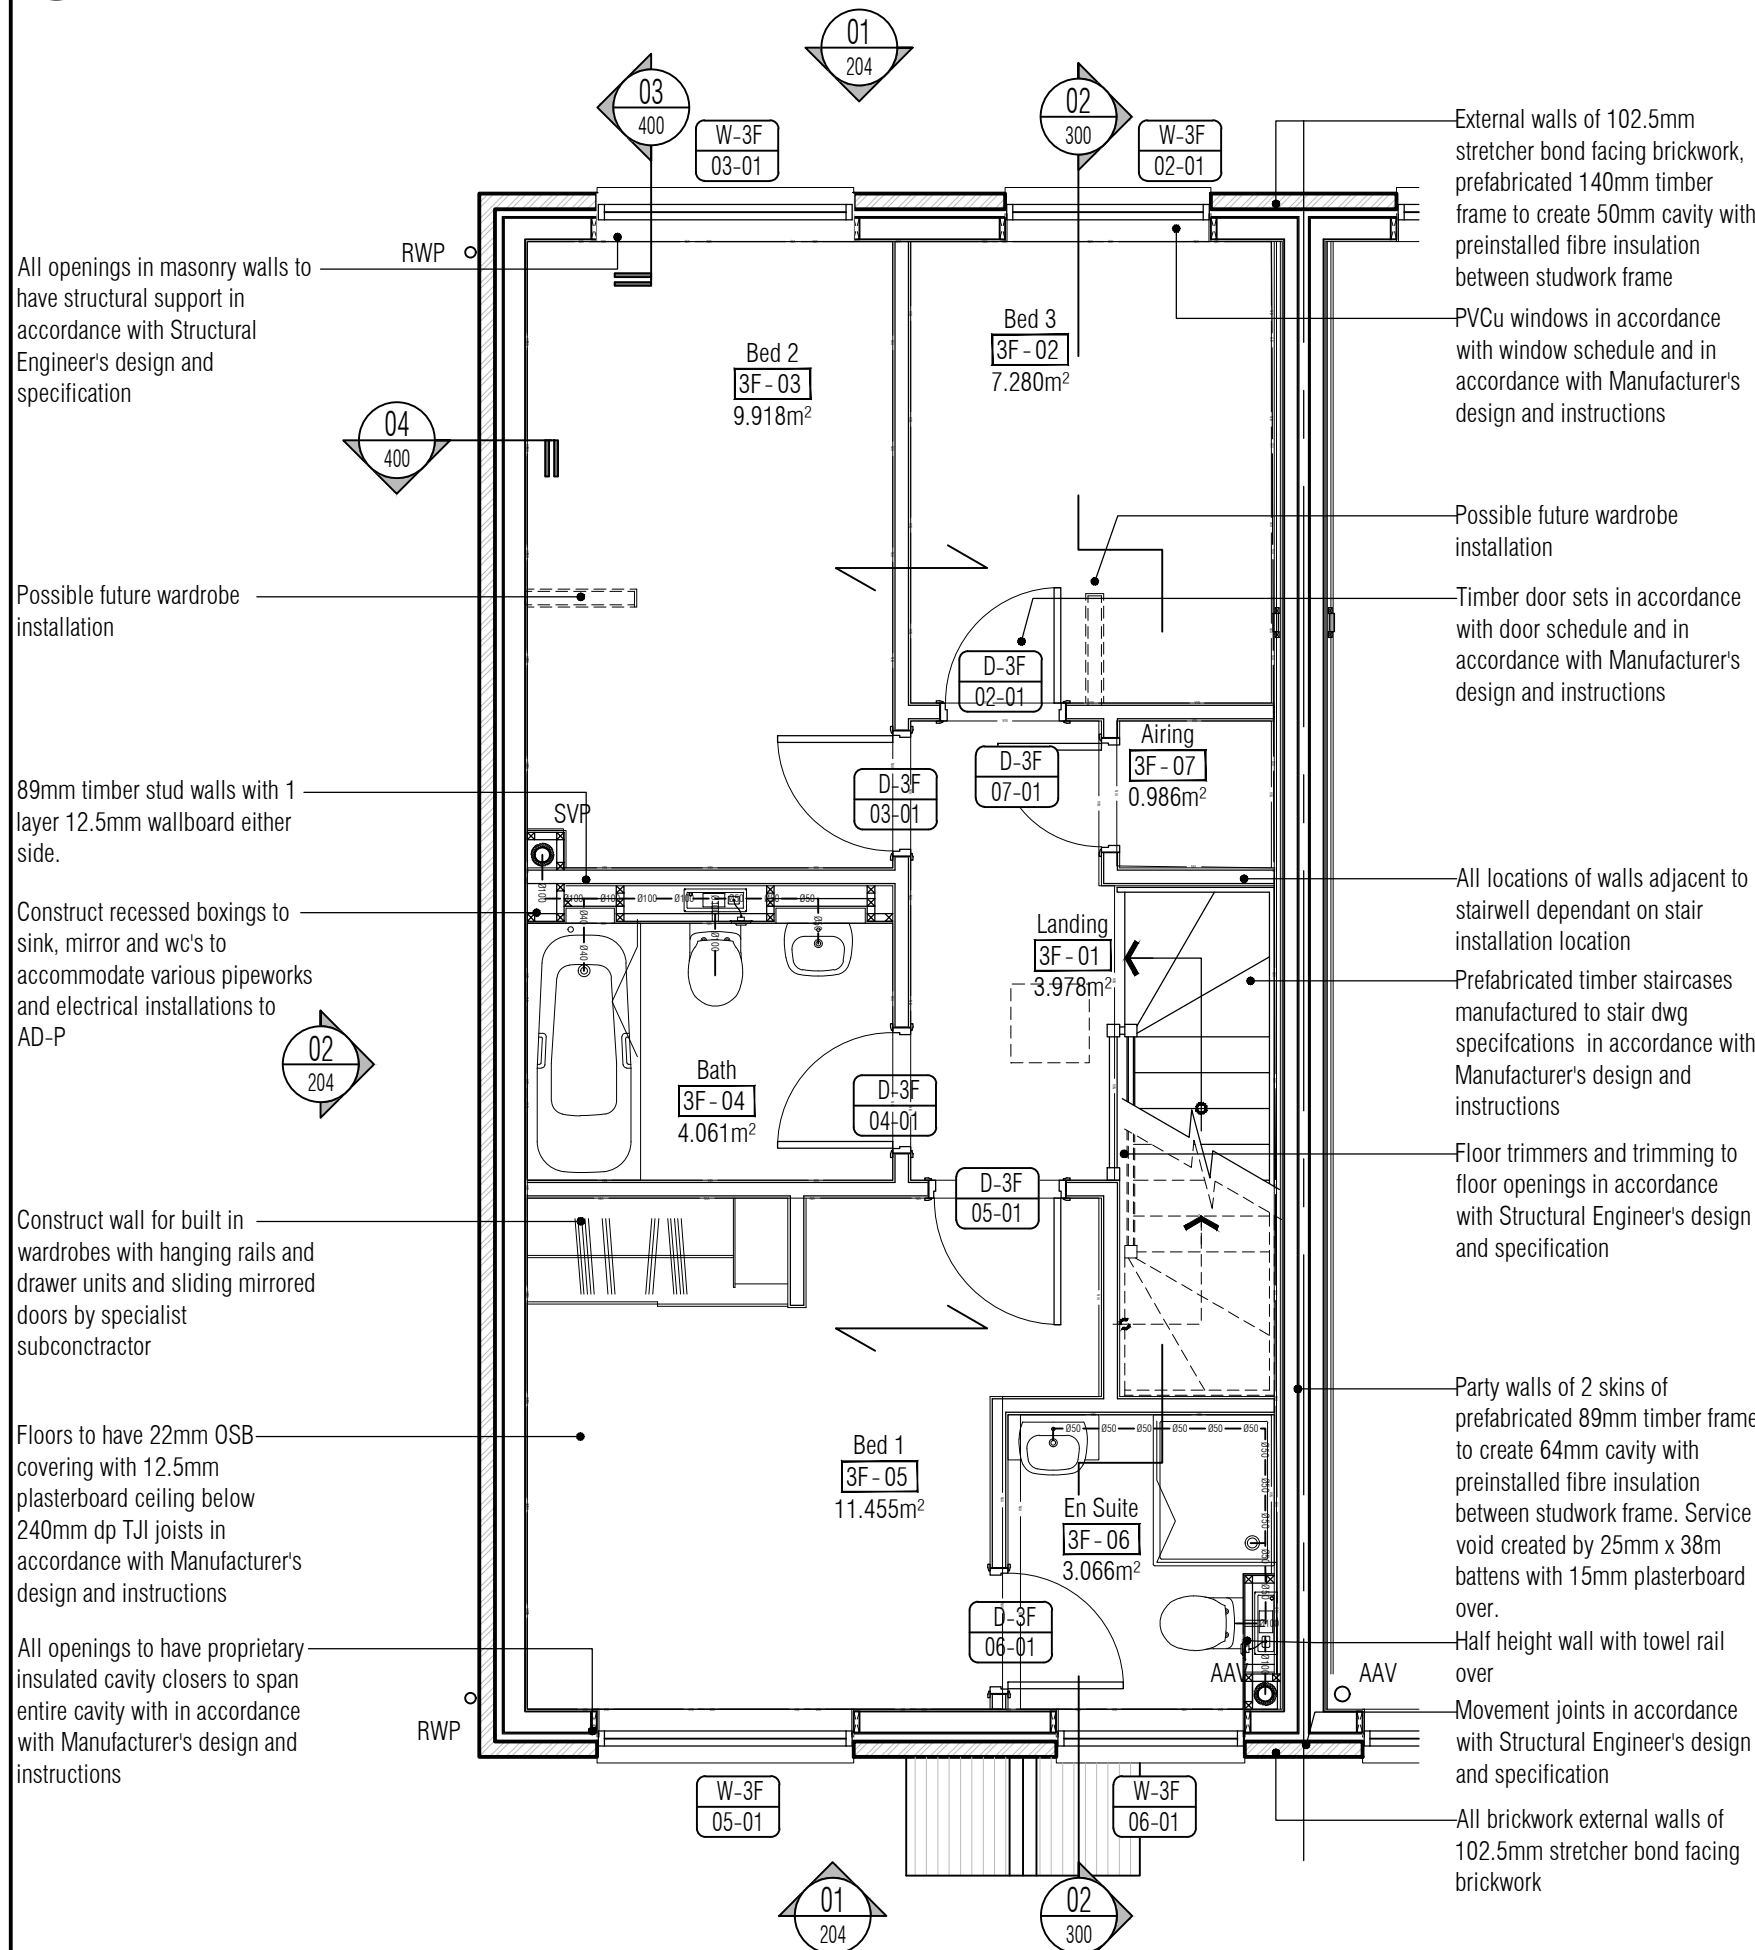 01
204
03
400
02
300
W-3F
03-01
W-3F
02-01
External walls of 102.5mm
stretcher bond facing brickwork,
prefabricated 140mm timber
frame to create 50mm cavity with
preinstalled fibre insulation
between studwork frame
RWP
All openings in masonry walls to
have structural support in
accordance with Structural
Engineer's design and
specification
PVCu windows in accordance
with window schedule and in
accordance with Manufacturer's
design and instructions
Bed 2
3F-03
9.918m²
Bed 3
3F-02
7.280m²
04
400
Possible future wardrobe
installation
Possible future wardrobe
installation
Timber door sets in accordance
with door schedule and in
accordance with Manufacturer's
design and instructions
D-3F
02-01
Airing
3F-07
0.986m²
D-3F
07-01
D-3F
03-01
89mm timber stud walls with 1
layer 12.5mm wallboard either
side.
SVP
Construct recessed boxings to
sink, mirror and wc's to
accommodate various pipeworks
and electrical installations to
AD-P
Ø100
Ø100
Ø100
Ø100
Ø50
Ø40
Ø40
All locations of walls adjacent to
stairwell dependant on stair
installation location
Landing
3F-01
3.978m²
Prefabricated timber staircases
manufactured to stair dwg
specifcations in accordance with
Manufacturer's design and
instructions
02
204
Bath
3F-04
4.061m²
D-3F
04-01
Floor trimmers and trimming to
floor openings in accordance
with Structural Engineer's design
and specification
D-3F
05-01
Construct wall for built in
wardrobes with hanging rails and
drawer units and sliding mirrored
doors by specialist
subconctractor
Party walls of 2 skins of
prefabricated 89mm timber frame
to create 64mm cavity with
preinstalled fibre insulation
between studwork frame. Service
void created by 25mm x 38m
battens with 15mm plasterboard
over.
Floors to have 22mm OSB
covering with 12.5mm
plasterboard ceiling below
240mm dp TJI joists in
accordance with Manufacturer's
design and instructions
Bed 1
3F-05
11.455m²
Ø50 Ø50 Ø50 Ø50 Ø50 Ø50
Ø50
Ø50
Ø50
Ø50
Ø100
En Suite
3F-06
3.066m²
D-3F
06-01
Half height wall with towel rail
over
AAV
AAV
All openings to have proprietary
insulated cavity closers to span
entire cavity with in accordance
with Manufacturer's design and
instructions
RWP
Movement joints in accordance
with Structural Engineer's design
and specification
W-3F
05-01
W-3F
06-01
All brickwork external walls of
102.5mm stretcher bond facing
brickwork
01
204
02
300